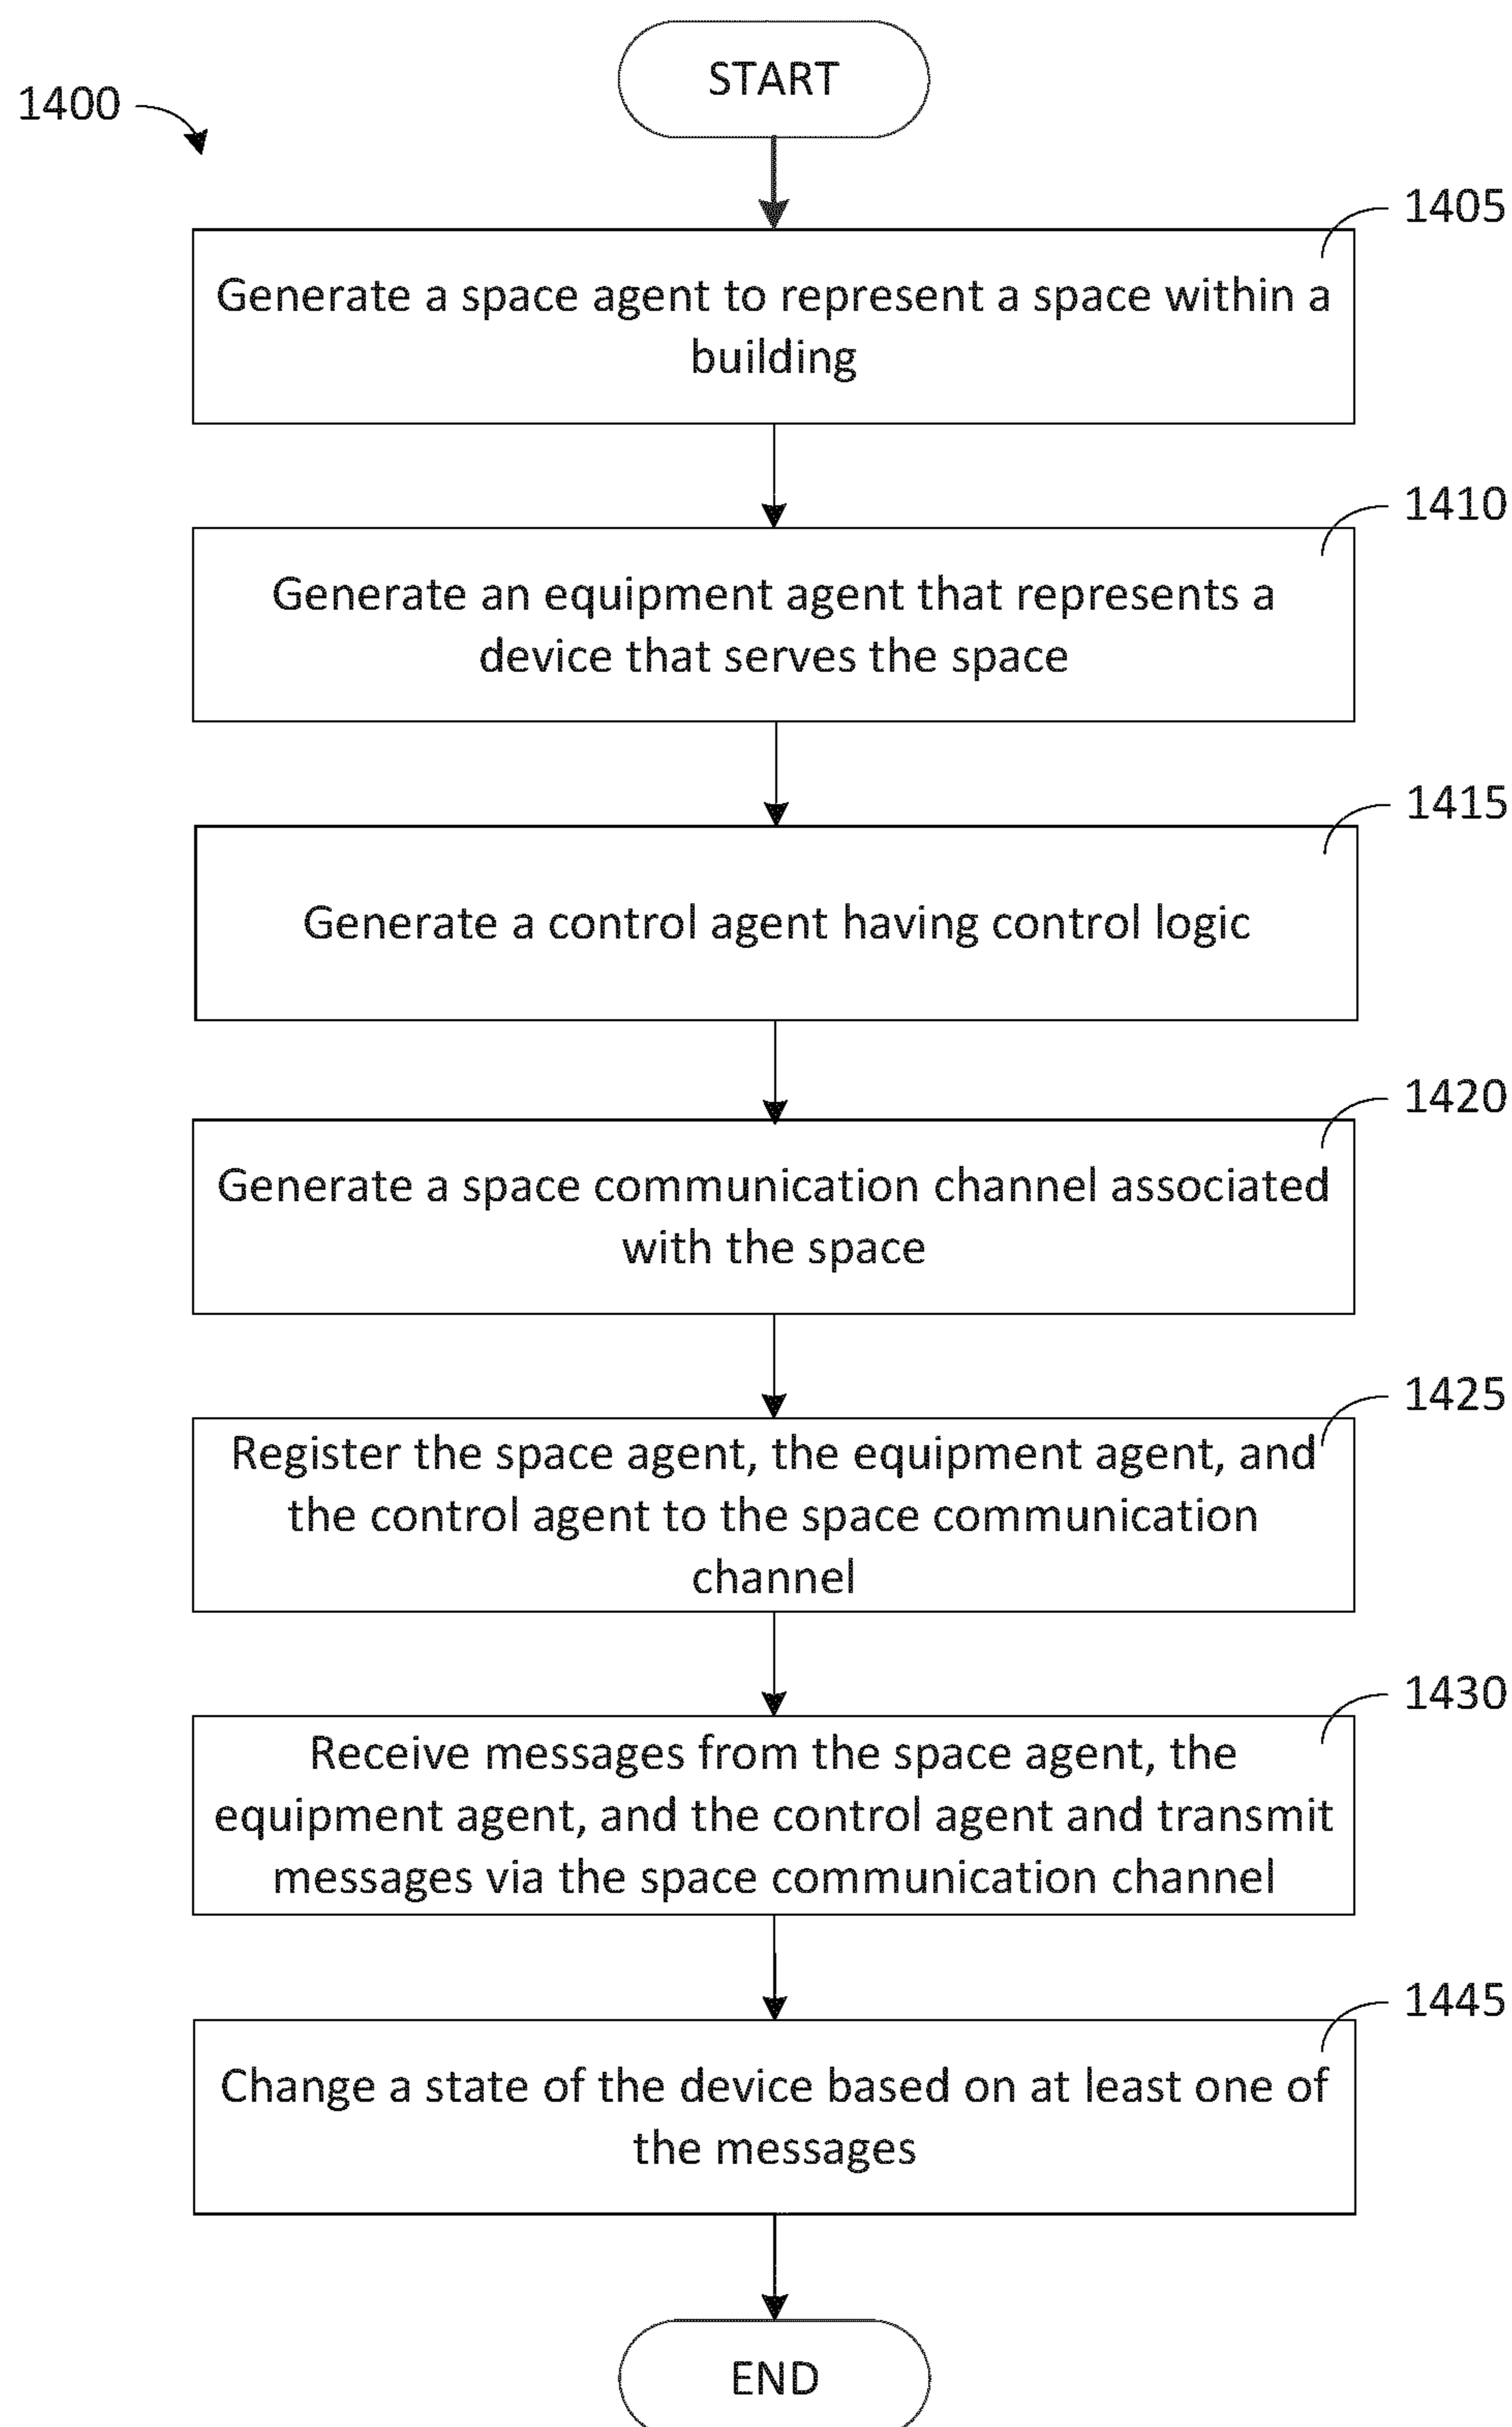 START
1400
1405
Generate a space agent to represent a space within a
building
1410
Generate an equipment agent that represents a
device that serves the space
1415
Generate a control agent having control logic
1420
Generate a space communication channel associated
with the space
1425
Register the space agent, the equipment agent, and
the control agent to the space communication
channel
1430
Receive messages from the space agent, the
equipment agent, and the control agent and transmit
messages via the space communication channel
1445
Change a state of the device based on at least one of
the messages
END